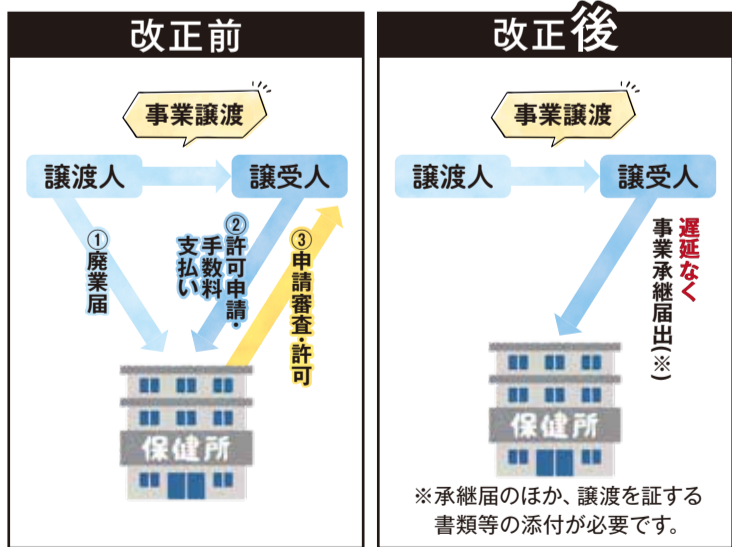 改正前
事業譲渡
譲渡人
譲受人
①廃業届
②許可申請・
手数料
支払い
③申請審査・許可
保健所
改正後
事業譲渡
譲渡人
譲受人
遅延なく
事業承継届出(※)
保健所
※承継届のほか、譲渡を証する
書類等の添付が必要です。